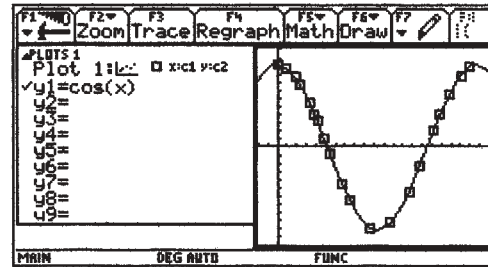 F1 F2 F3 F4 F5 F6 F7 F8
Zoom Trace Regraph Math Draw
PLOTS 1
Plot 1: x:c1 y:c2
✓y1=cos(x)
y2=
y3=
y4=
y5=
y6=
y7=
y8=
y9=
MAIN DEG AUTO FUNC